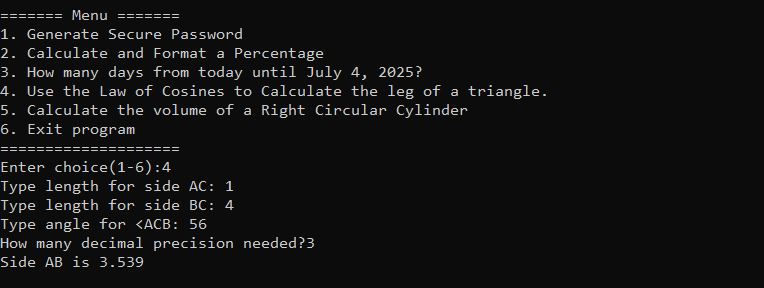 ======= Menu =======
1. Generate Secure Password
2. Calculate and Format a Percentage
3. How many days from today until July 4, 2025?
4. Use the Law of Cosines to Calculate the leg of a triangle.
5. Calculate the volume of a Right Circular Cylinder
6. Exit program
====================
Enter choice(1-6):4
Type length for side AC: 1
Type length for side BC: 4
Type angle for <ACB: 56
How many decimal precision needed?3
Side AB is 3.539